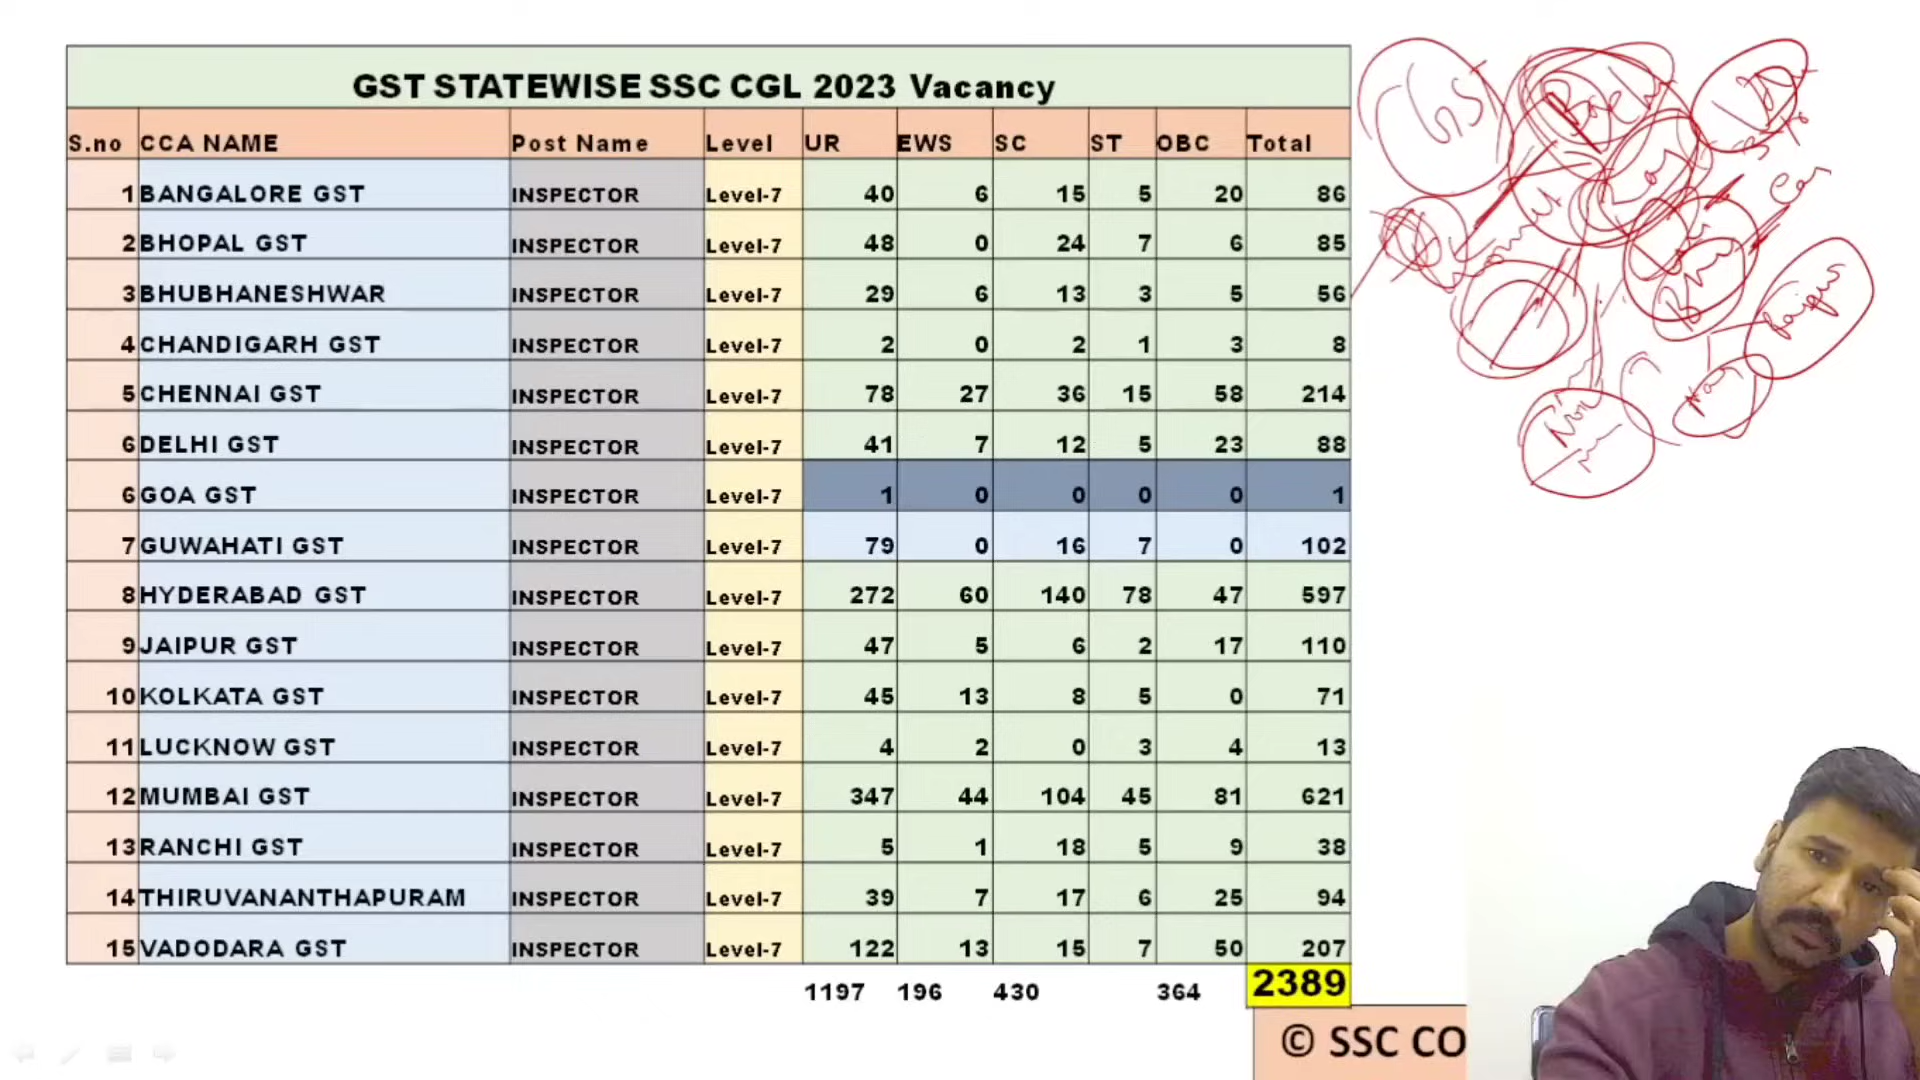 GST STATEWISE SSC CGL 2023 Vacancy
S.no CCA NAME Post Name Level UR EWS SC ST OBC Total
1 BANGALORE GST INSPECTOR Level-7 40 6 15 5 20 86
2 BHOPAL GST INSPECTOR Level-7 48 0 24 7 6 85
3 BHUBHANESHWAR INSPECTOR Level-7 29 6 13 3 5 56
4 CHANDIGARH GST INSPECTOR Level-7 2 0 2 1 3 8
5 CHENNAI GST INSPECTOR Level-7 78 27 36 15 58 214
6 DELHI GST INSPECTOR Level-7 41 7 12 5 23 88
6 GOA GST INSPECTOR Level-7 1 0 0 0 0 1
7 GUWAHATI GST INSPECTOR Level-7 79 0 16 7 0 102
8 HYDERABAD GST INSPECTOR Level-7 272 60 140 78 47 597
9 JAIPUR GST INSPECTOR Level-7 47 5 6 2 17 110
10 KOLKATA GST INSPECTOR Level-7 45 13 8 5 0 71
11 LUCKNOW GST INSPECTOR Level-7 4 2 0 3 4 13
12 MUMBAI GST INSPECTOR Level-7 347 44 104 45 81 621
13 RANCHI GST INSPECTOR Level-7 5 1 18 5 9 38
14 THIRUVANANTHAPURAM INSPECTOR Level-7 39 7 17 6 25 94
15 VADODARA GST INSPECTOR Level-7 122 13 15 7 50 207
1197 196 430 364 2389
© SSC CO
GST